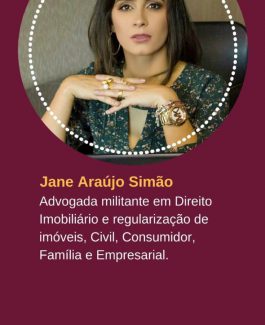 Jane Araújo Simão
Advogada militante em Direito
Imobiliário e regularização de
imóveis, Civil, Consumidor,
Família e Empresarial.